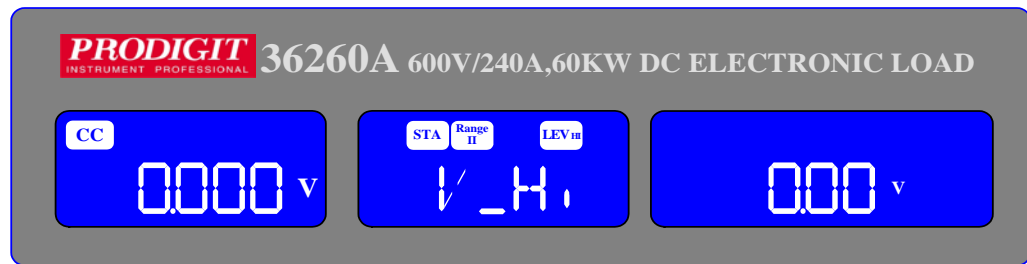 PRODIGIT 36260A 600V/240A,60KW DC ELECTRONIC LOAD
INSTRUMENT PROFESSIONAL
CC STA Range II LEV HI
0.000 V V_Hi 0.00 V